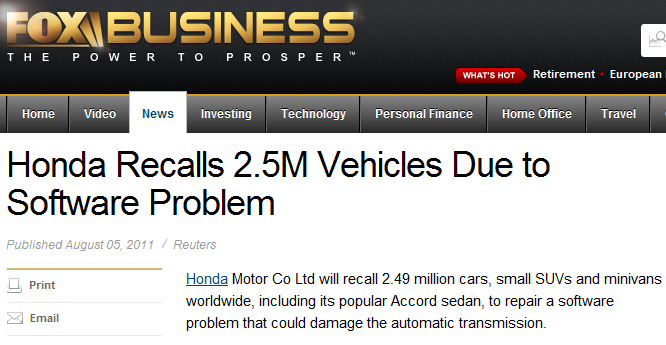 FOX BUSINESS
THE POWER TO PROSPER™
WHAT'S HOT Retirement • European
Home Video News Investing Technology Personal Finance Home Office Travel
Honda Recalls 2.5M Vehicles Due to
Software Problem
Published August 05, 2011 / Reuters
Print
Honda Motor Co Ltd will recall 2.49 million cars, small SUVs and minivans
worldwide, including its popular Accord sedan, to repair a software
Email
problem that could damage the automatic transmission.